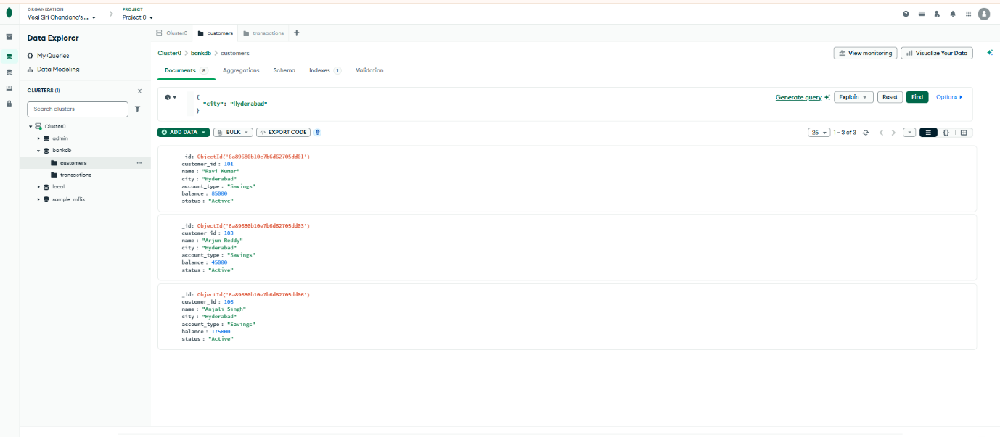 ORGANIZATION
Vegi Siri Chandana's ...
PROJECT
Project 0
Data Explorer
My Queries
Data Modeling
CLUSTERS (1)
Search clusters
Cluster0
admin
bankdb
customers
transactions
local
sample_mflix
Cluster0
customers
transactions
Cluster0 > bankdb > customers
View monitoring
Visualize Your Data
Documents 8
Aggregations
Schema
Indexes 1
Validation
{
"city": "Hyderabad"
}
Generate query
Explain
Reset
Find
Options
ADD DATA
BULK
EXPORT CODE
25
1 – 3 of 3
{}
_id: ObjectId('6a89680b10e7b6d62705dd01')
customer_id : 101
name : "Ravi Kumar"
city : "Hyderabad"
account_type : "Savings"
balance : 85000
status : "Active"
_id: ObjectId('6a89680b10e7b6d62705dd03')
customer_id : 103
name : "Arjun Reddy"
city : "Hyderabad"
account_type : "Savings"
balance : 45000
status : "Active"
_id: ObjectId('6a89680b10e7b6d62705dd06')
customer_id : 106
name : "Anjali Singh"
city : "Hyderabad"
account_type : "Savings"
balance : 175000
status : "Active"